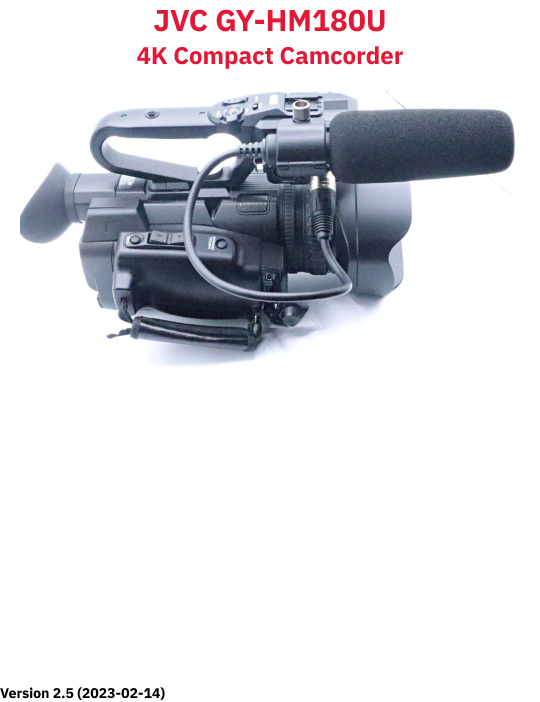 JVC GY-HM180U
4K Compact Camcorder
Version 2.5 (2023-02-14)